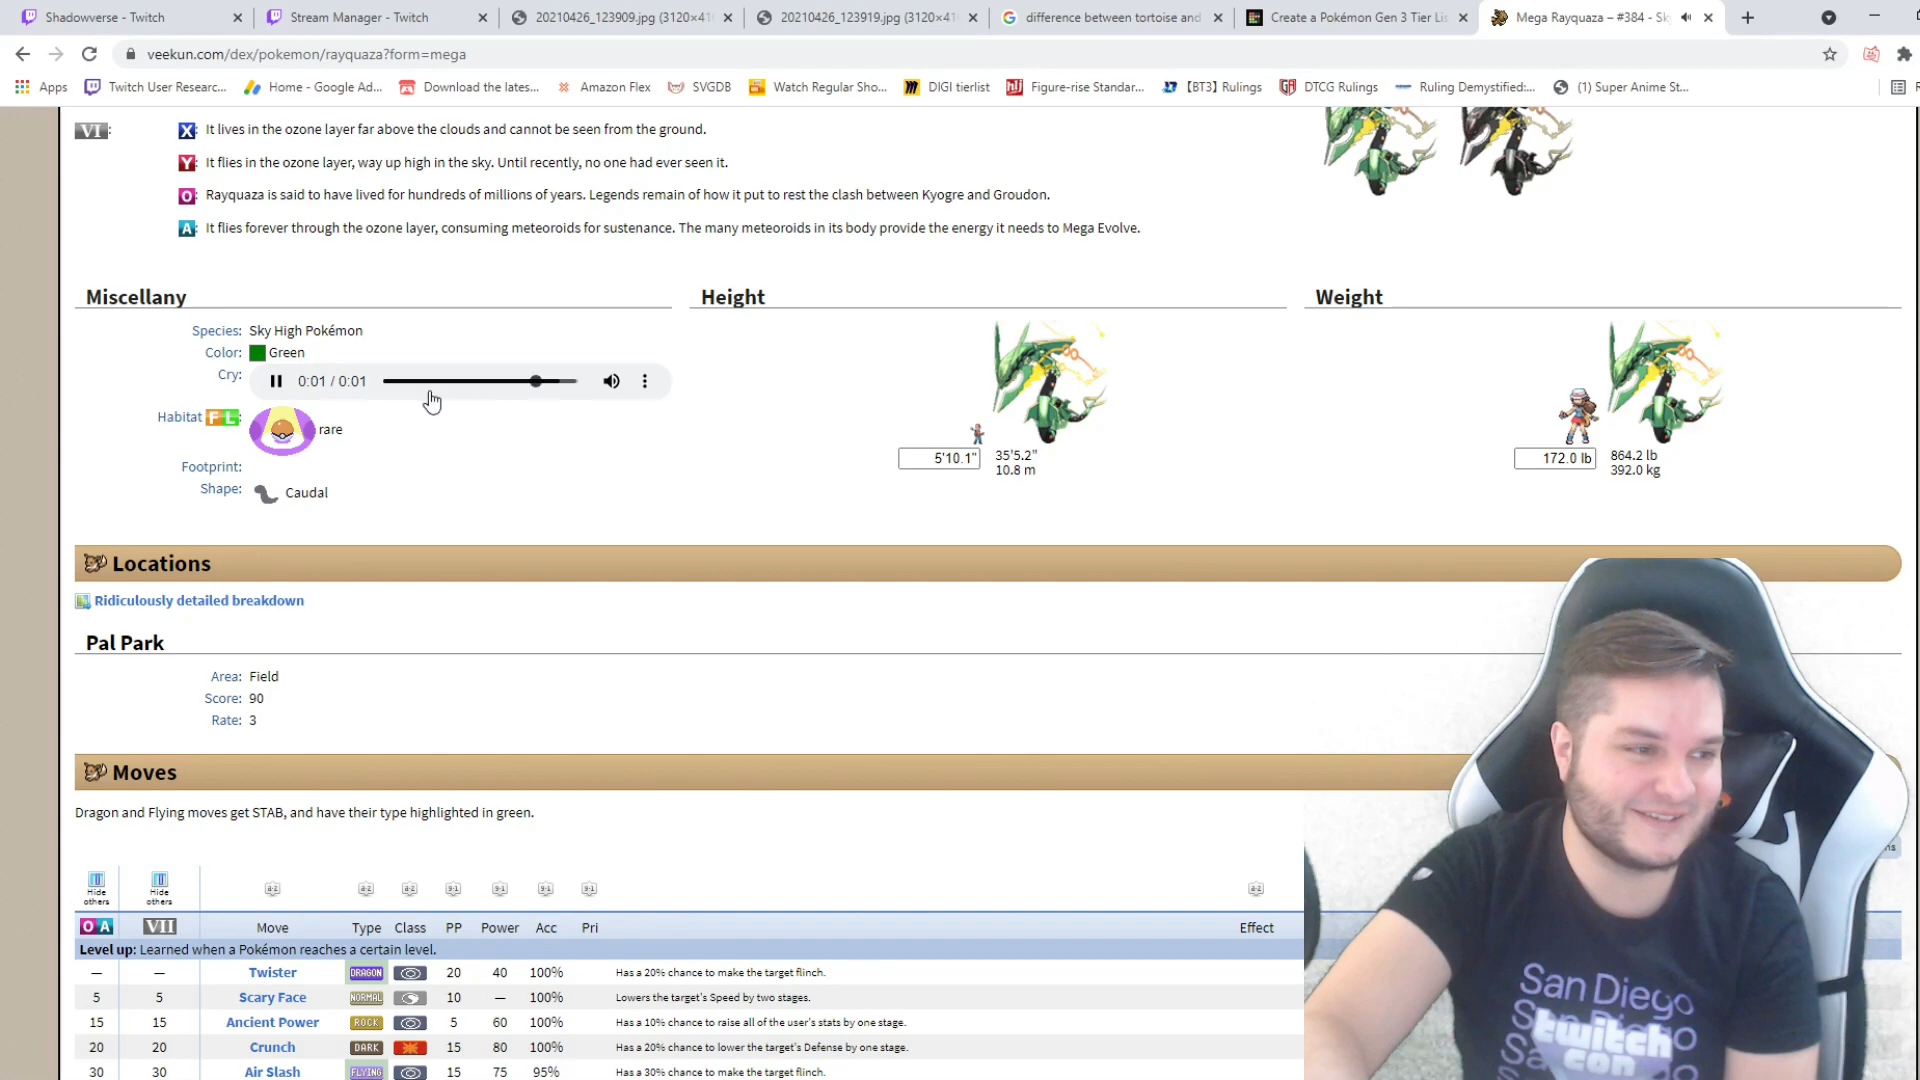 Shadowverse - Twitch
Stream Manager - Twitch
20210426_123909.jpg (3120×41
20210426_123919.jpg (3120×41
difference between tortoise and
Create a Pokémon Gen 3 Tier Lis
Mega Rayquaza – #384 - Sk
veekun.com/dex/pokemon/rayquaza?form=mega
Apps
Twitch User Researc...
Home - Google Ad...
Download the lates...
Amazon Flex
SVGDB
Watch Regular Sho...
DIGI tierlist
Figure-rise Standar...
【BT3】Rulings
DTCG Rulings
Ruling Demystified:...
(1) Super Anime St...
VI:
X: It lives in the ozone layer far above the clouds and cannot be seen from the ground.
Y: It flies in the ozone layer, way up high in the sky. Until recently, no one had ever seen it.
O: Rayquaza is said to have lived for hundreds of millions of years. Legends remain of how it put to rest the clash between Kyogre and Groudon.
A: It flies forever through the ozone layer, consuming meteoroids for sustenance. The many meteoroids in its body provide the energy it needs to Mega Evolve.
Miscellany
Species: Sky High Pokémon
Color: Green
Cry:
0:01 / 0:01
Habitat F L: rare
Footprint:
Shape: Caudal
Height
5'10.1"
35'5.2"
10.8 m
Weight
172.0 lb
864.2 lb
392.0 kg
Locations
Ridiculously detailed breakdown
Pal Park
Area: Field
Score: 90
Rate: 3
Moves
Dragon and Flying moves get STAB, and have their type highlighted in green.
Hide others
Hide others
O A VII Move Type Class PP Power Acc Pri Effect
Level up: Learned when a Pokémon reaches a certain level.
— — Twister DRAGON 20 40 100% Has a 20% chance to make the target flinch.
5 5 Scary Face NORMAL 10 — 100% Lowers the target's Speed by two stages.
15 15 Ancient Power ROCK 5 60 100% Has a 10% chance to raise all of the user's stats by one stage.
20 20 Crunch DARK 15 80 100% Has a 20% chance to lower the target's Defense by one stage.
30 30 Air Slash FLYING 15 75 95% Has a 30% chance to make the target flinch.
San Diego
twitch
con